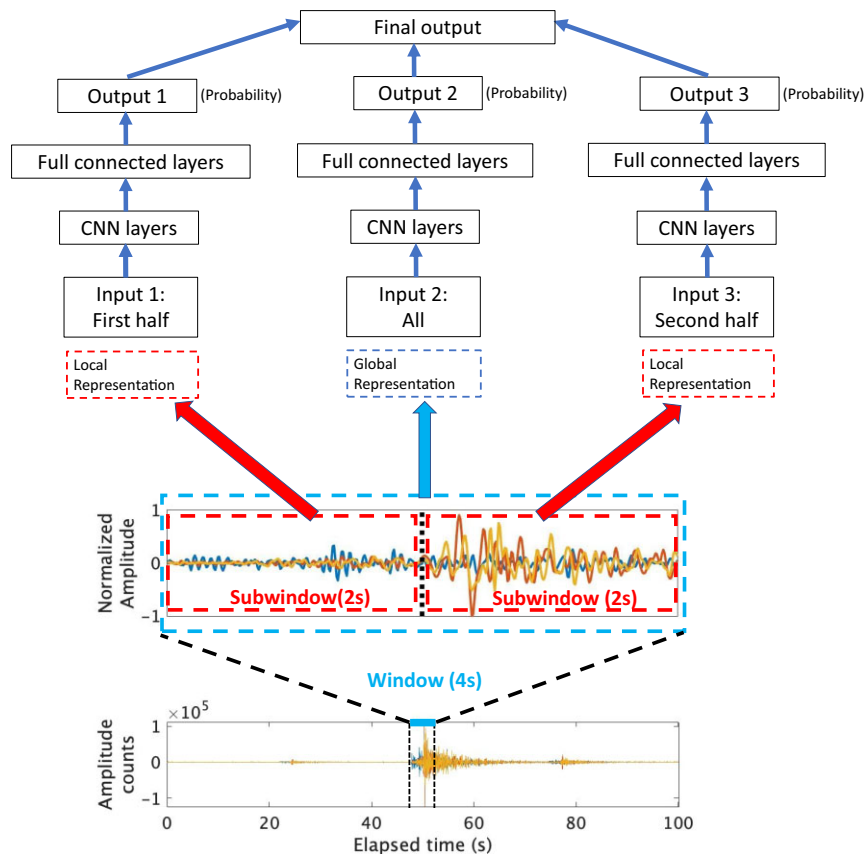 Final output
Output 1
(Probability)
Output 2
(Probability)
Output 3
(Probability)
Full connected layers
Full connected layers
Full connected layers
CNN layers
CNN layers
CNN layers
Input 1:
First half
Input 2:
All
Input 3:
Second half
Local
Representation
Global
Representation
Local
Representation
Normalized
Amplitude
1
0
-1
Subwindow(2s)
Subwindow (2s)
Window (4s)
×10^5
Amplitude
counts
1
0
-1
0
20
40
60
80
100
Elapsed time (s)